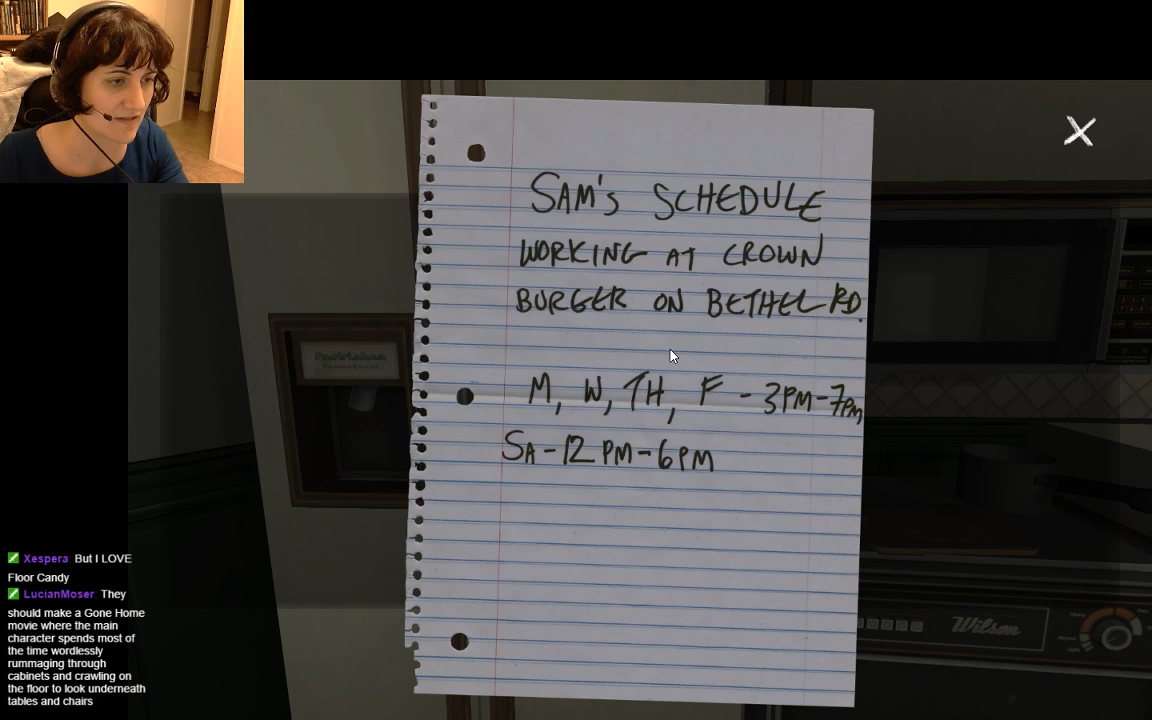 SAM'S SCHEDULE
WORKING AT CROWN
BURGER ON BETHEL RD.
M, W, TH, F - 3PM-7PM
SA-12PM-6PM
Wilson
Xespera: But I LOVE
Floor Candy
LucianMoser: They
should make a Gone Home
movie where the main
character spends most of
the time wordlessly
rummaging through
cabinets and crawling on
the floor to look underneath
tables and chairs